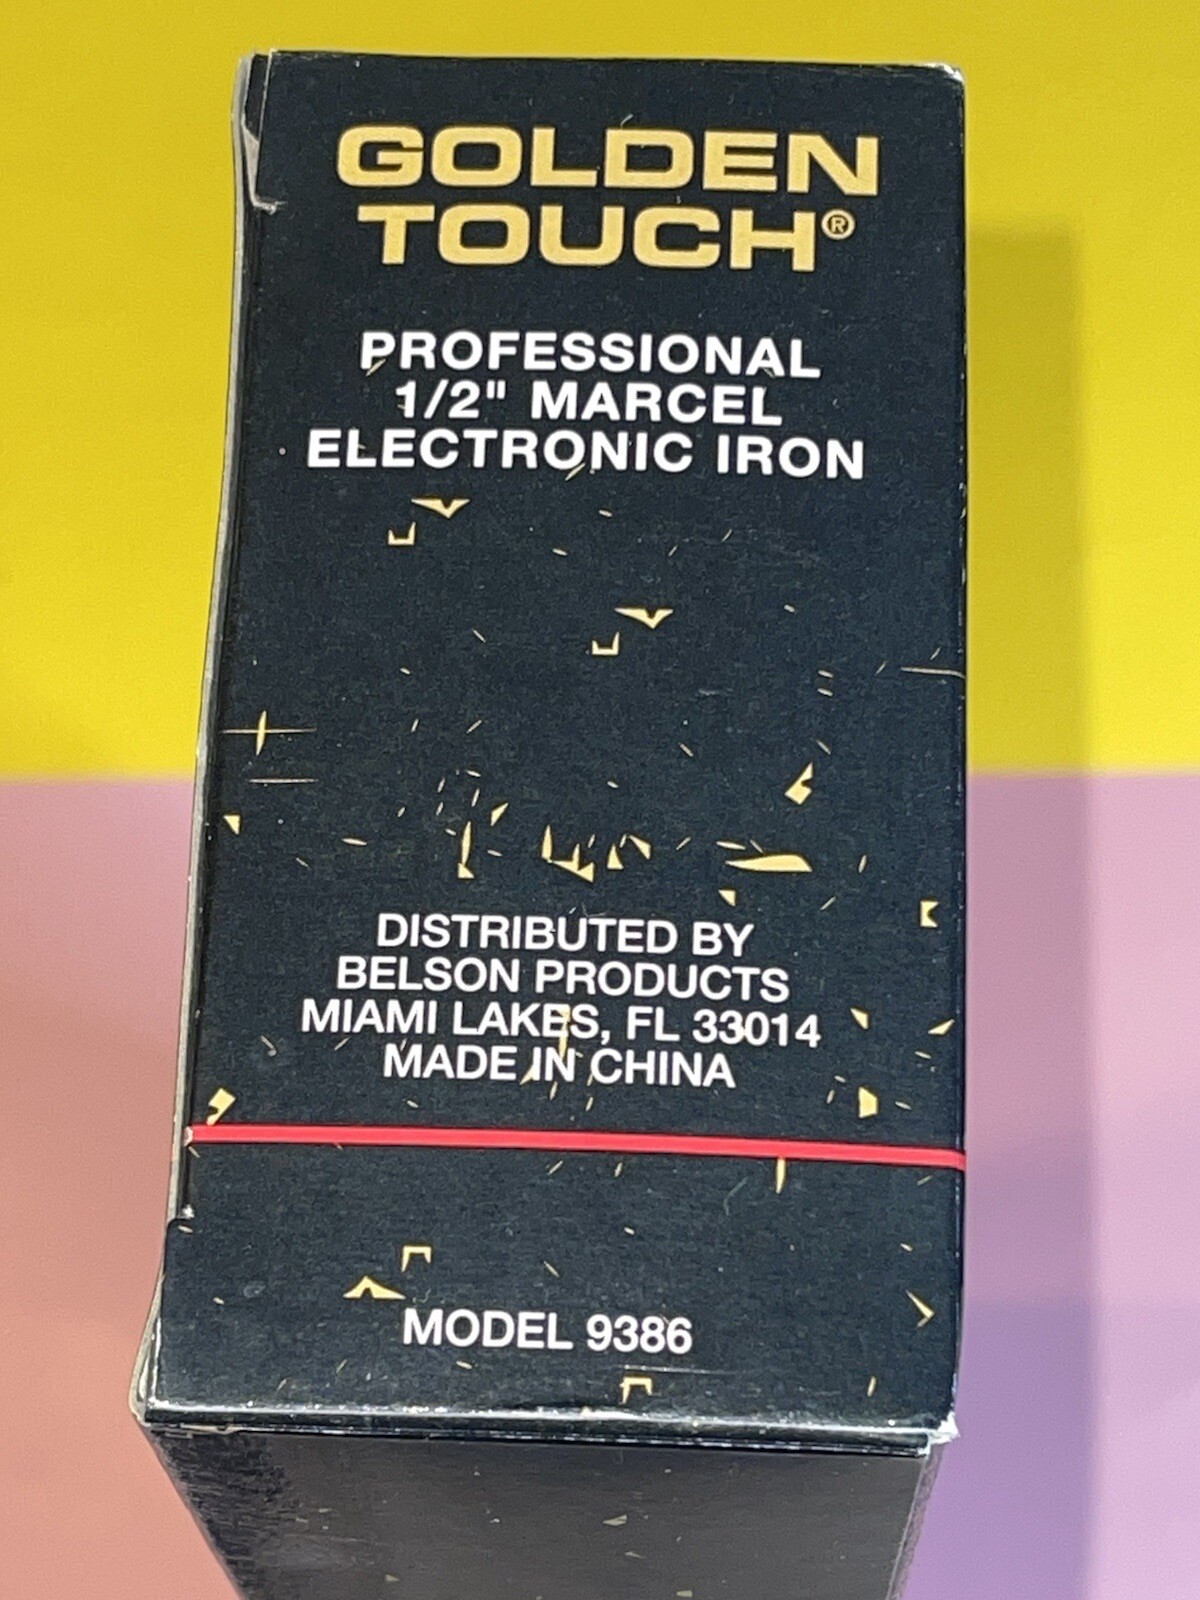 GOLDEN
TOUCH®
PROFESSIONAL
1/2" MARCEL
ELECTRONIC IRON
DISTRIBUTED BY
BELSON PRODUCTS
MIAMI LAKES, FL 33014
MADE IN CHINA
MODEL 9386